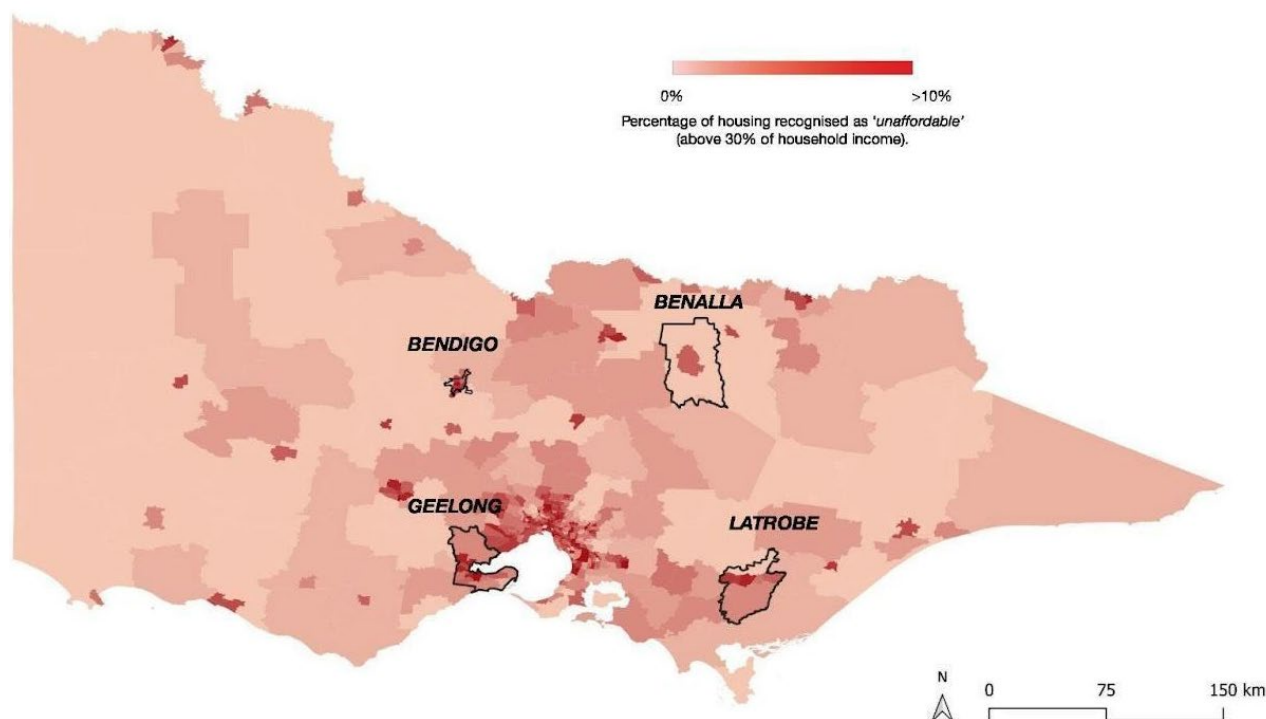 0% >10%
Percentage of housing recognised as 'unaffordable'
(above 30% of household income).
BENALLA
BENDIGO
GEELONG
LATROBE
N
0 75 150 km